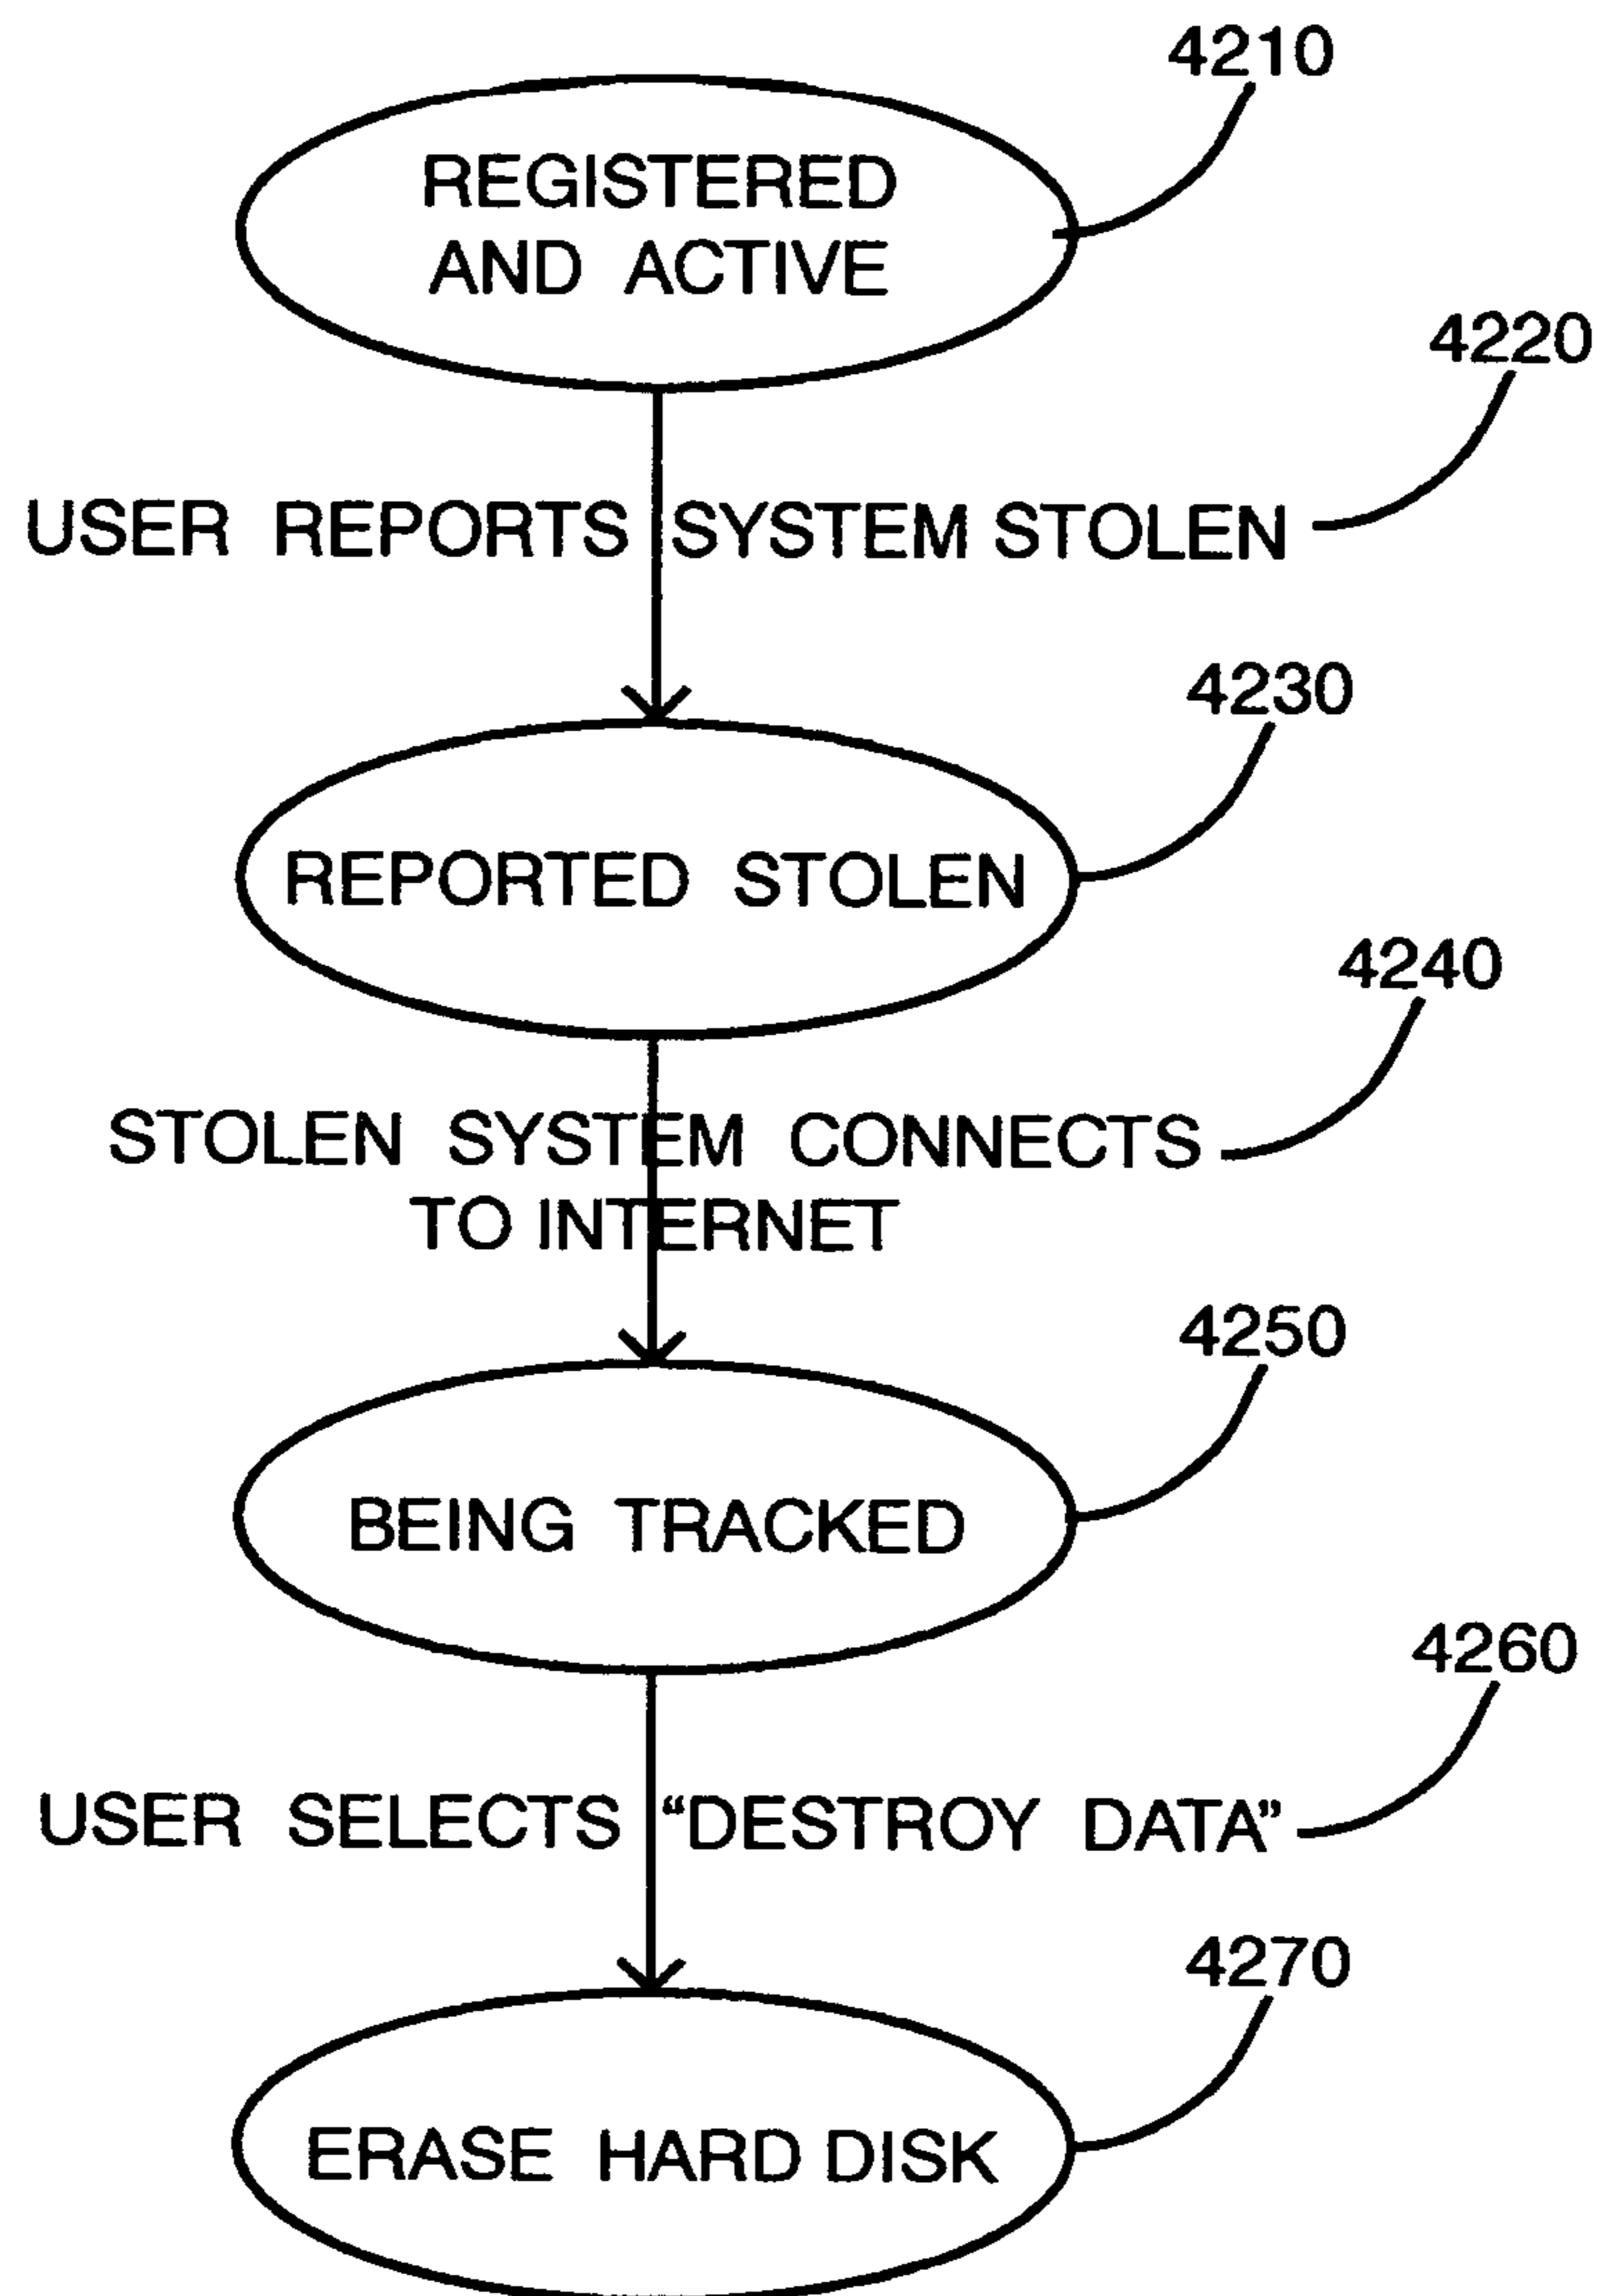 4210
REGISTERED
AND ACTIVE
4220
USER REPORTS SYSTEM STOLEN
4230
REPORTED STOLEN
4240
STOLEN SYSTEM CONNECTS
TO INTERNET
4250
BEING TRACKED
4260
USER SELECTS “DESTROY DATA”
4270
ERASE HARD DISK